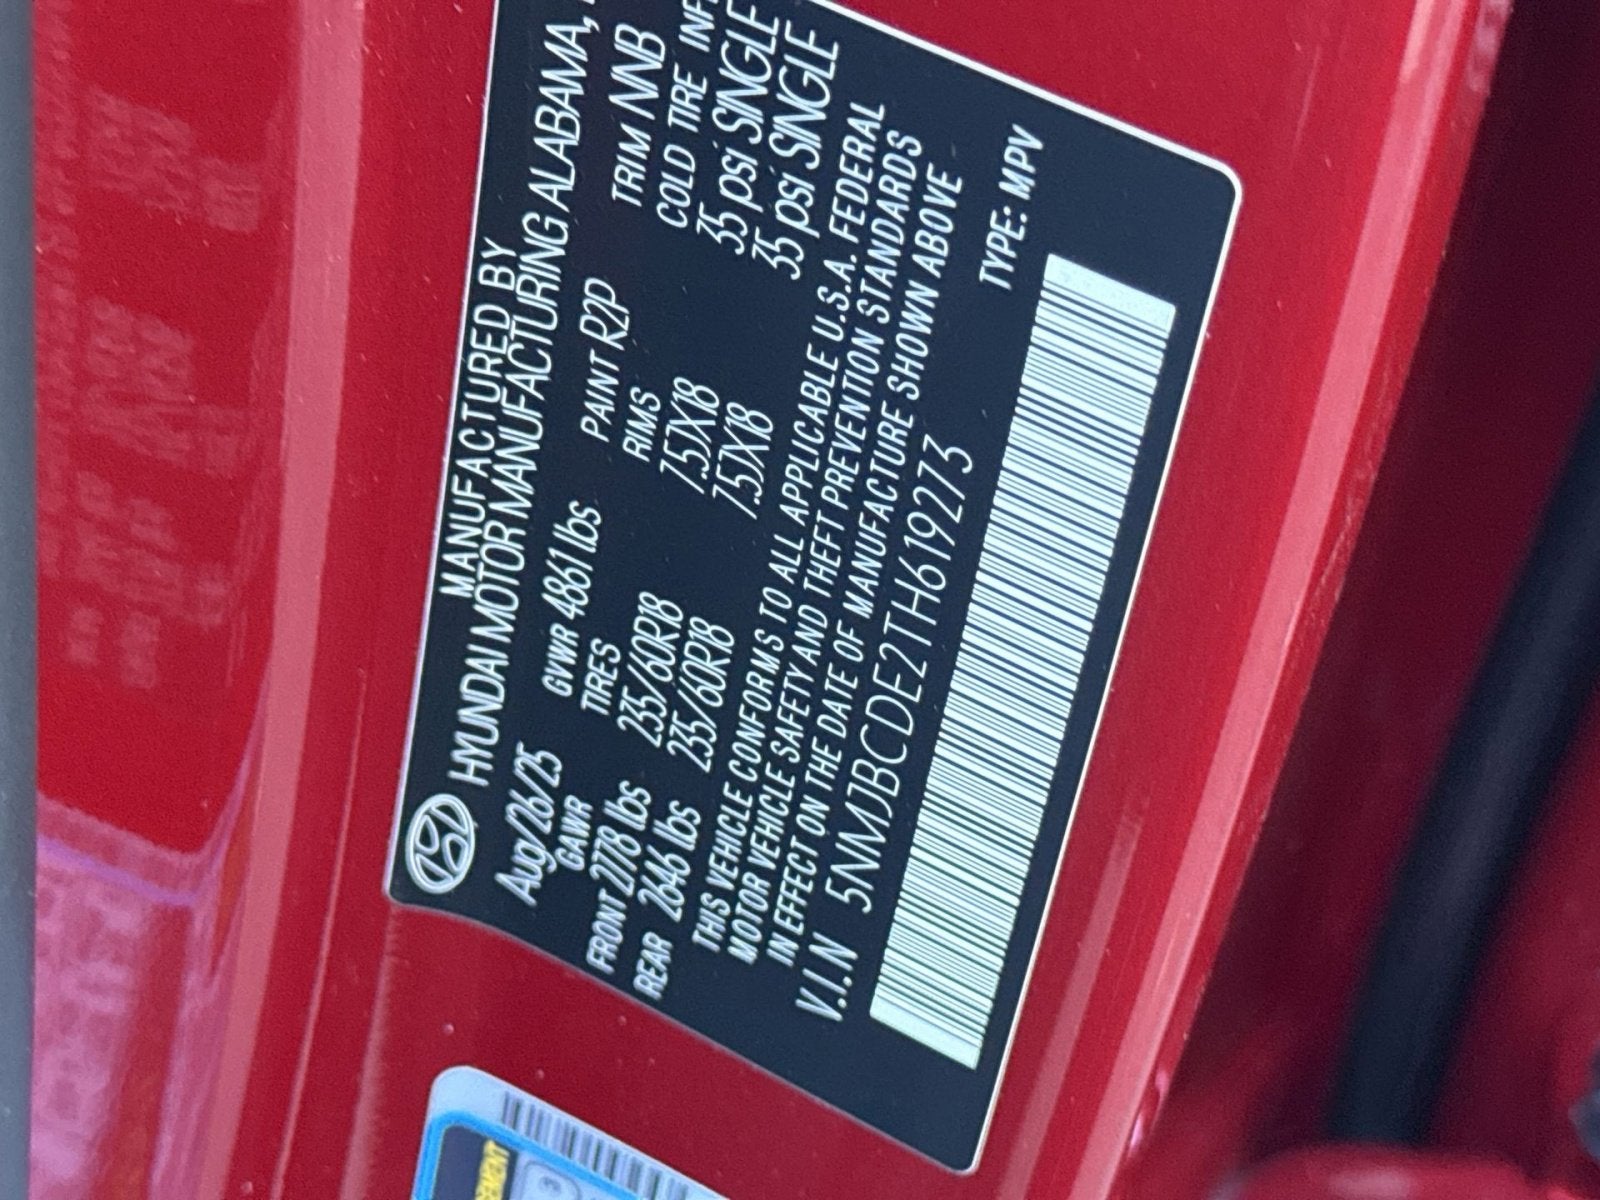 MANUFACTURED BY
HYUNDAI MOTOR MANUFACTURING ALABAMA,
Aug/26/25 GVWR 4861 lbs PAINT R2P TRIM NNB
GAWR TIRES RIMS COLD TIRE INF
FRONT 2778 lbs 235/60R18 7.5JX18 35 psi SINGLE
REAR 2646 lbs 235/60R18 7.5JX18 35 psi SINGLE
THIS VEHICLE CONFORMS TO ALL APPLICABLE U.S.A. FEDERAL
MOTOR VEHICLE SAFETY AND THEFT PREVENTION STANDARDS
IN EFFECT ON THE DATE OF MANUFACTURE SHOWN ABOVE
V.I.N 5NMJBCDE2TH619273 TYPE: MPV